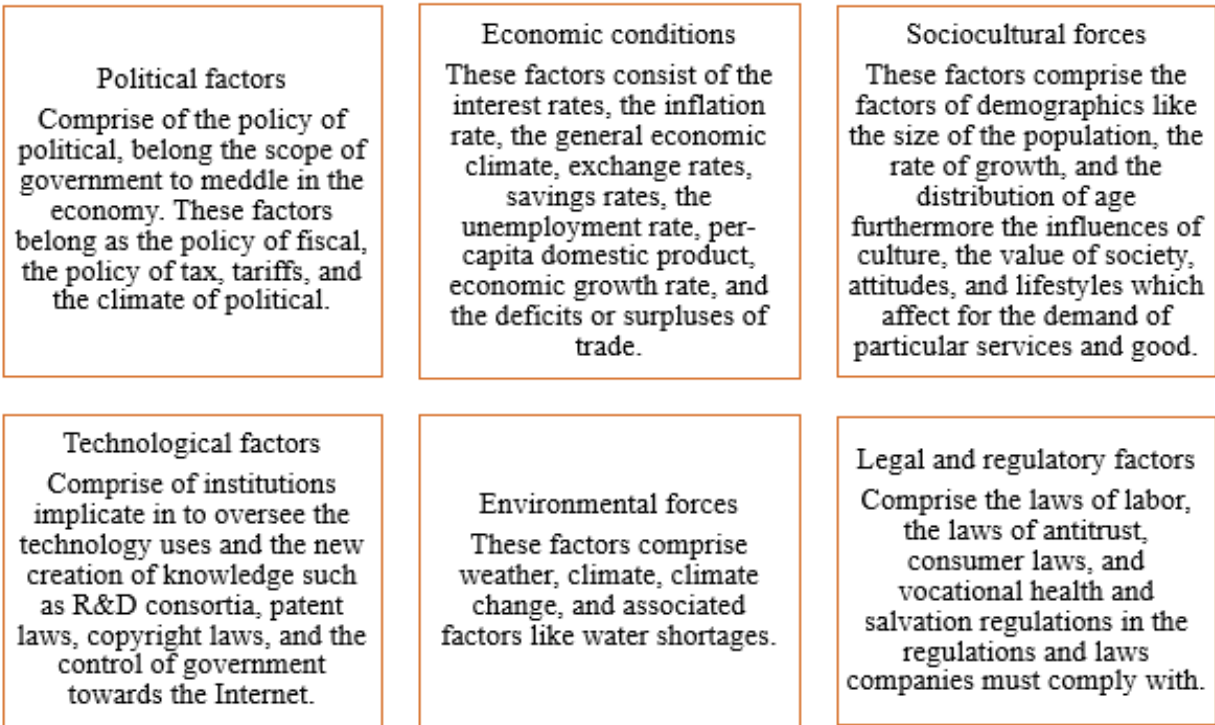 Political factors
Comprise of the policy of
political, belong the scope of
government to meddle in the
economy. These factors
belong as the policy of fiscal,
the policy of tax, tariffs, and
the climate of political.
Economic conditions
These factors consist of the
interest rates, the inflation
rate, the general economic
climate, exchange rates,
savings rates, the
unemployment rate, per-
capita domestic product,
economic growth rate, and
the deficits or surpluses of
trade.
Sociocultural forces
These factors comprise the
factors of demographics like
the size of the population, the
rate of growth, and the
distribution of age
furthermore the influences of
culture, the value of society,
attitudes, and lifestyles which
affect for the demand of
particular services and good.
Technological factors
Comprise of institutions
implicate in to oversee the
technology uses and the new
creation of knowledge such
as R&D consortia, patent
laws, copyright laws, and the
control of government
towards the Internet.
Environmental forces
These factors comprise
weather, climate, climate
change, and associated
factors like water shortages.
Legal and regulatory factors
Comprise the laws of labor,
the laws of antitrust,
consumer laws, and
vocational health and
salvation regulations in the
regulations and laws
companies must comply with.